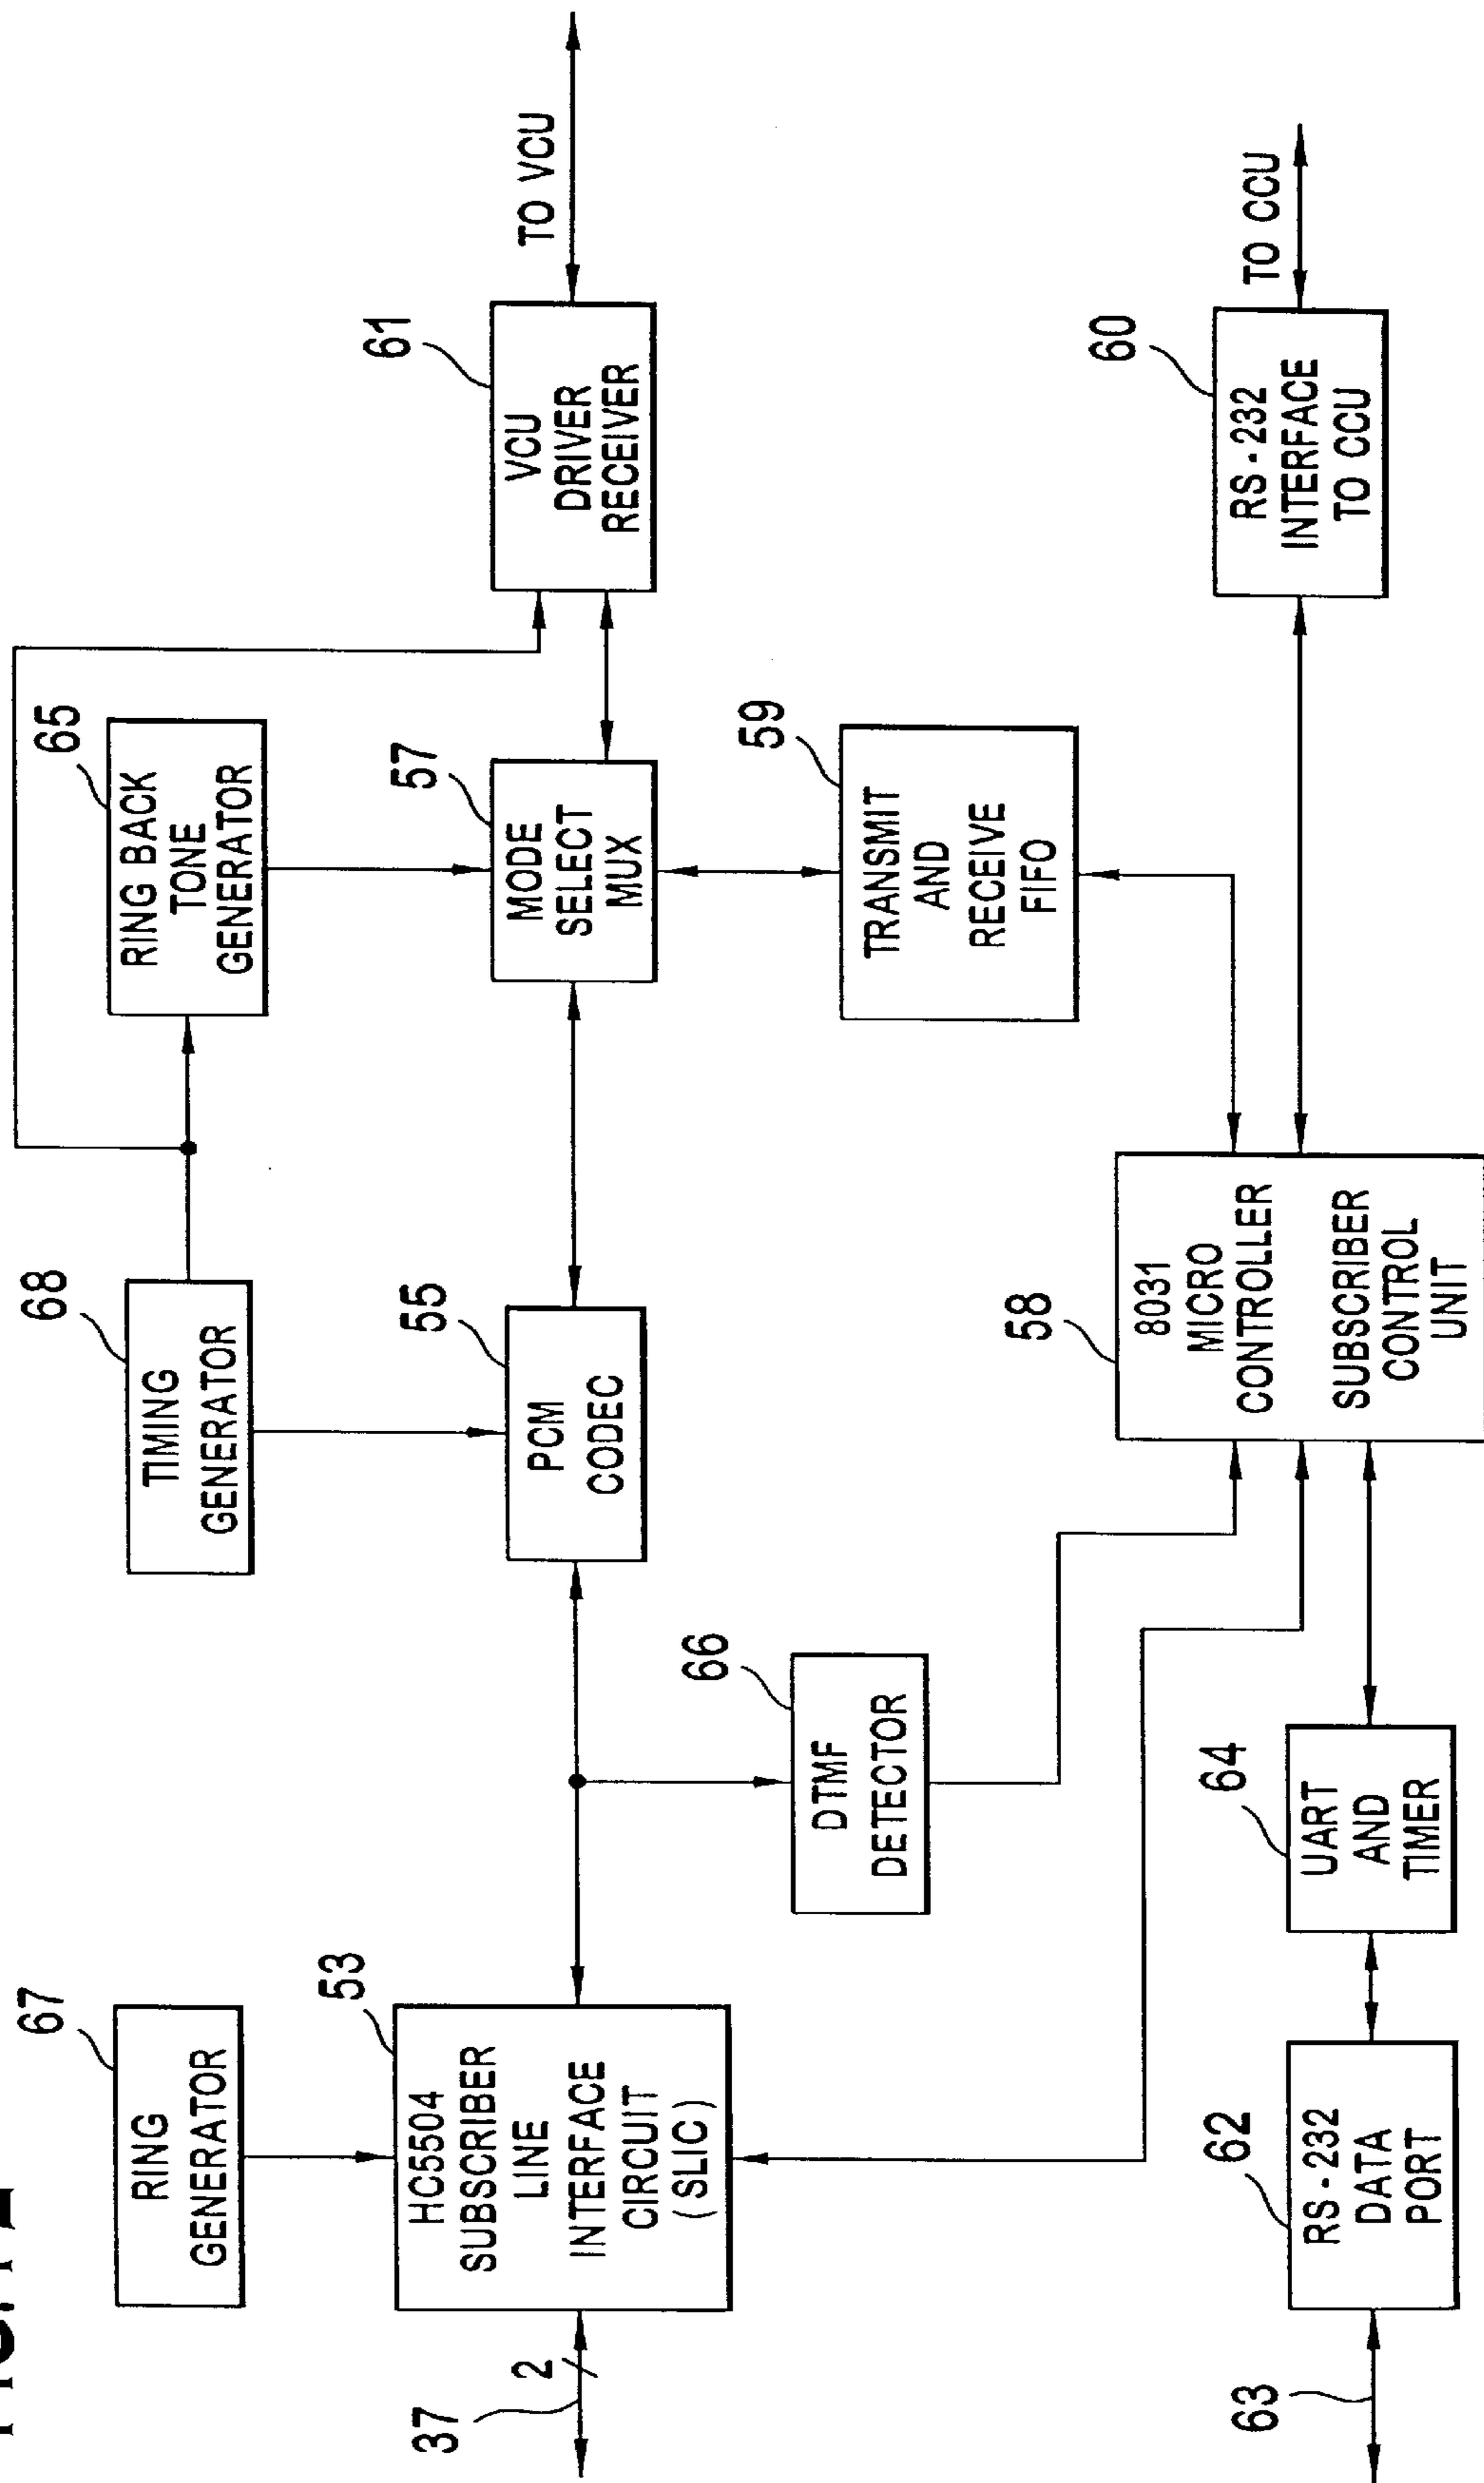 67
RING
GENERATOR
68
TIMING
GENERATOR
65
RING BACK
TONE
GENERATOR
37
2
53
HC5504
SUBSCRIBER
LINE
INTERFACE
CIRCUIT
(SLIC)
55
PCM
CODEC
57
MODE
SELECT
MUX
61
VCU
DRIVER
RECEIVER
TO VCU
66
DTMF
DETECTOR
59
TRANSMIT
AND
RECEIVE
FIFO
63
62
RS-232
DATA
PORT
64
UART
AND
TIMER
58
8031
MICRO
CONTROLLER
SUBSCRIBER
CONTROL
UNIT
60
RS-232
INTERFACE
TO CCU
TO CCU